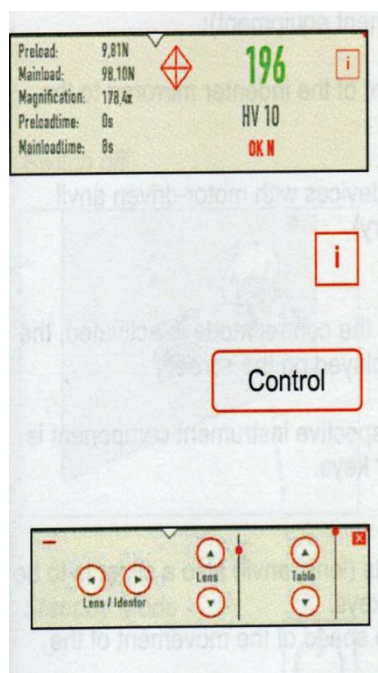 Preload: 9,81N
Mainload: 98.10N
Magnification: 178,4x
Preloadtime: 0s
Mainloadtime: 8s
196
HV 10
OK N
i
i
Control
Lens / Identor
Lens
Table